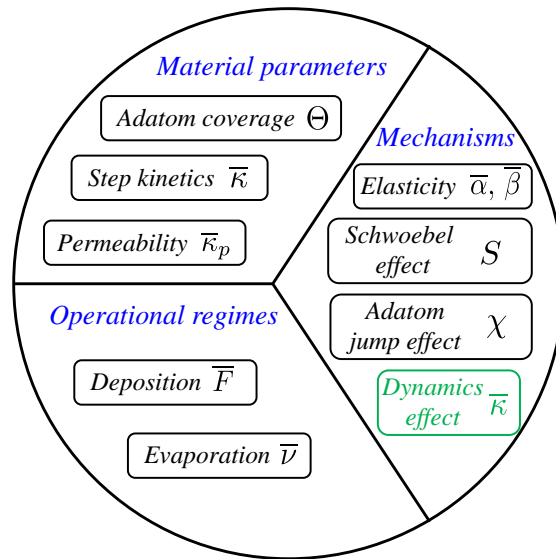 Material parameters
Adatom coverage Θ
Step kinetics κ̅
Permeability κ̅ₚ
Mechanisms
Elasticity α̅, β̅
Schwoebel
effect S
Adatom
jump effect χ
Dynamics
effect κ̅
Operational regimes
Deposition F̅
Evaporation ν̅